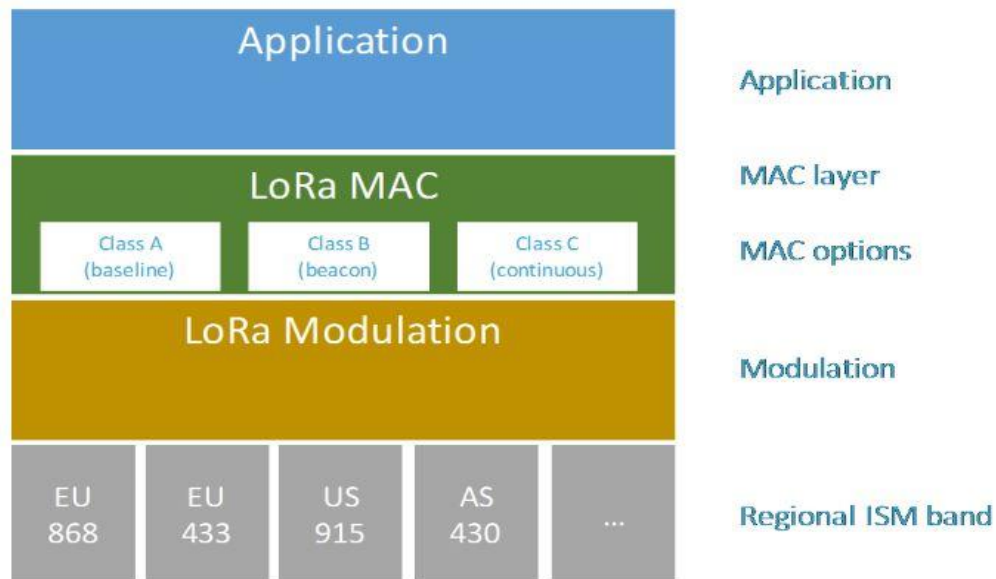 Application
Application
LoRa MAC
MAC layer
Class A
(baseline)
Class B
(beacon)
Class C
(continuous)
MAC options
LoRa Modulation
Modulation
EU
868
EU
433
US
915
AS
430
...
Regional ISM band